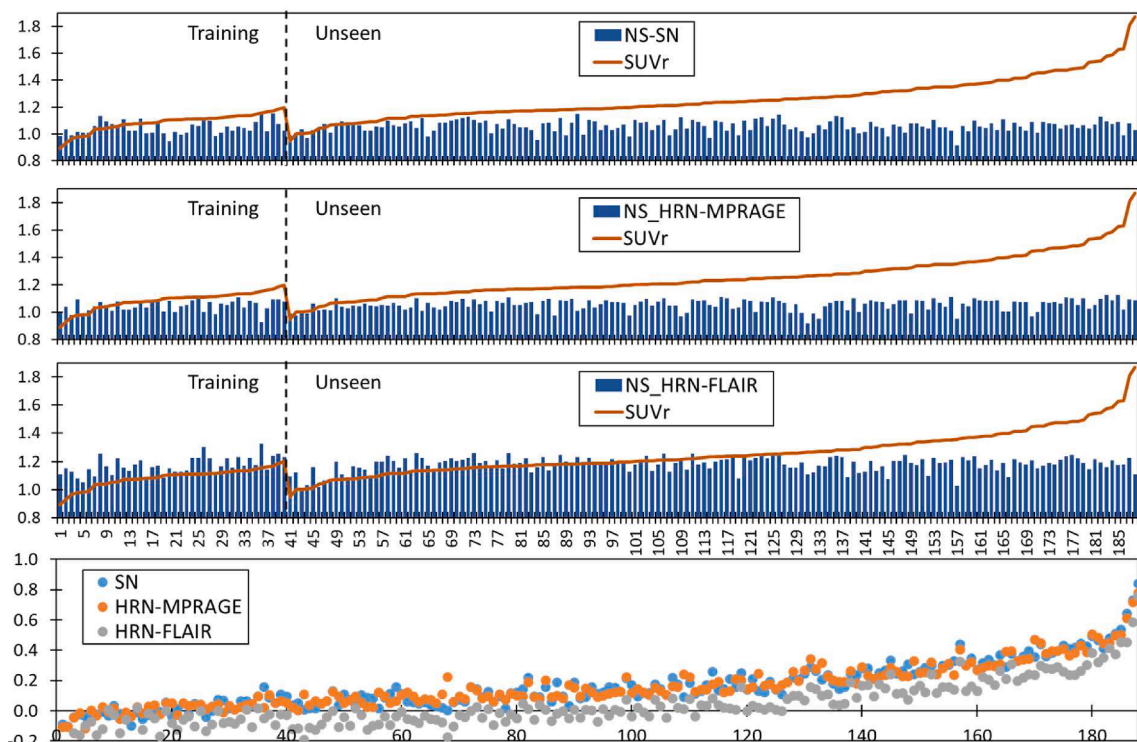 1.8
1.6
1.4
1.2
1.0
0.8
Training
Unseen
NS-SN
SUVr
1.8
1.6
1.4
1.2
1.0
0.8
Training
Unseen
NS_HRN-MPRAGE
SUVr
1.8
1.6
1.4
1.2
1.0
0.8
Training
Unseen
NS_HRN-FLAIR
SUVr
1 5 9 13 17 21 25 29 33 37 41 45 49 53 57 61 65 69 73 77 81 85 89 93 97 101 105 109 113 117 121 125 129 133 137 141 145 149 153 157 161 165 169 173 177 181 185
1.0
0.8
0.6
0.4
0.2
0.0
-0.2
SN
HRN-MPRAGE
HRN-FLAIR
0 20 40 60 80 100 120 140 160 180